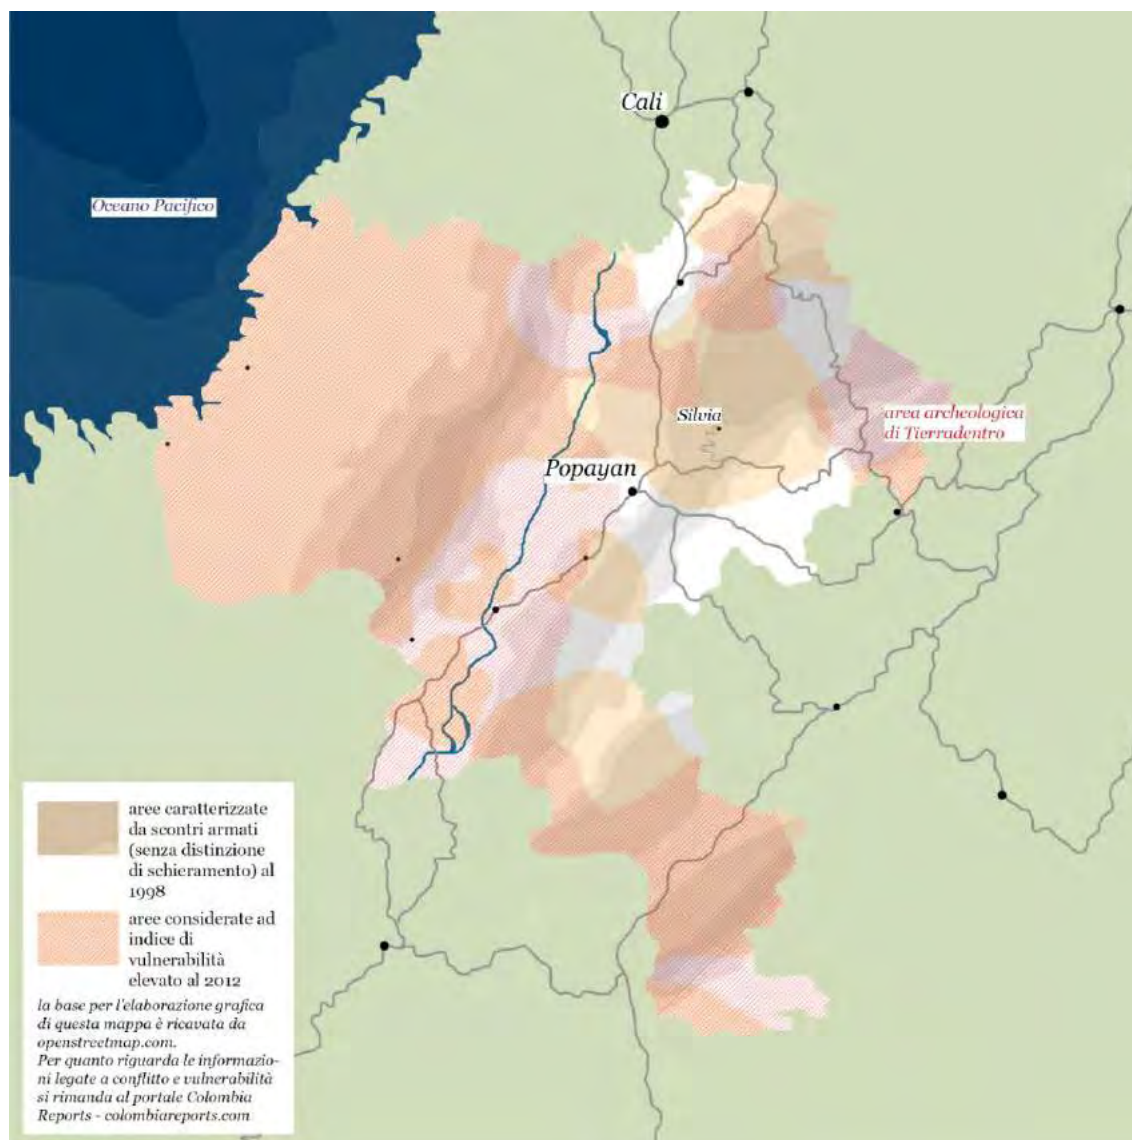 Cali
Oceano Pacifico
Silvia
area archeologica
di Tierradentro
Popayan
aree caratterizzate
da scontri armati
(senza distinzione
di schieramento) al
1998
aree considerate ad
indice di
vulnerabilità
elevato al 2012
la base per l'elaborazione grafica
di questa mappa è ricavata da
openstreetmap.com.
Per quanto riguarda le informazio-
ni legate a conflitto e vulnerabilità
si rimanda al portale Colombia
Reports - colombiareports.com